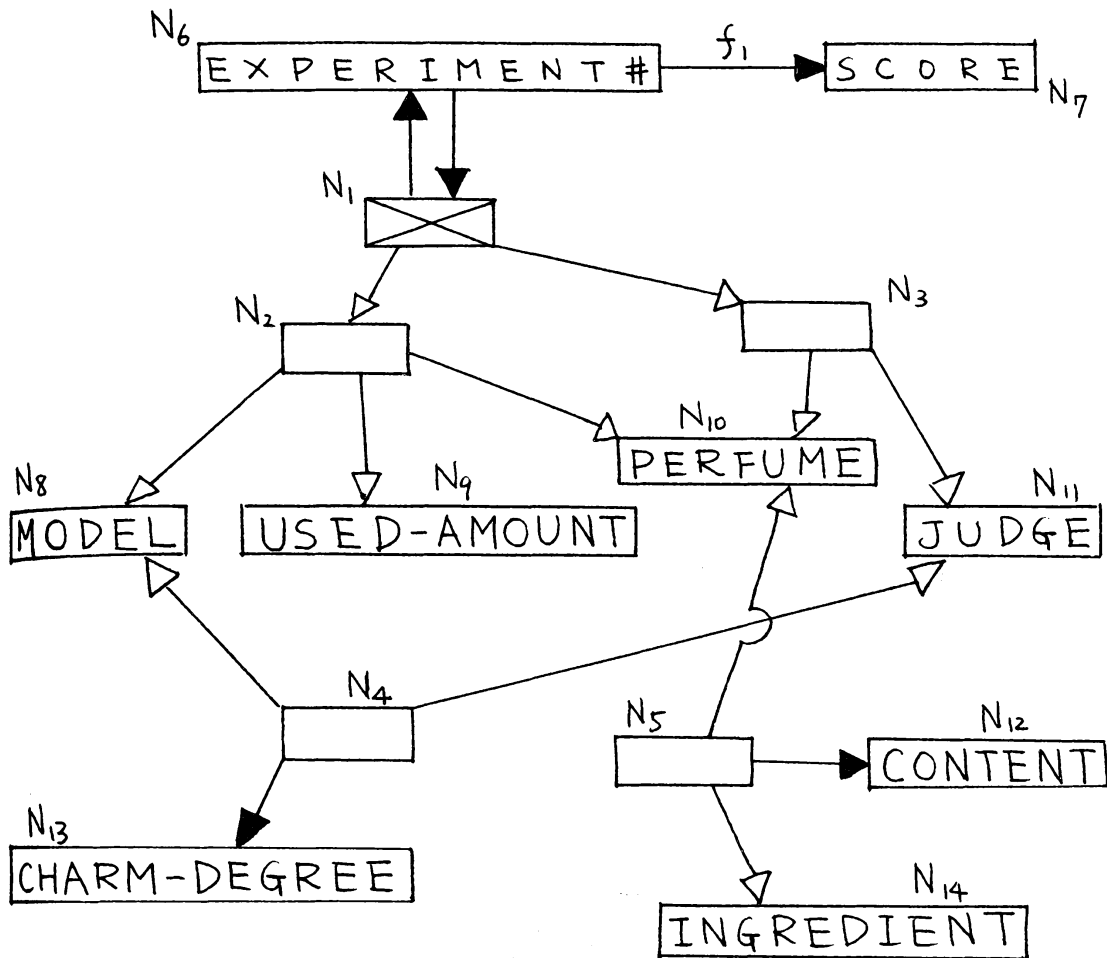 N₆
EXPERIMENT#
f₁
SCORE
N₇
N₁
N₂
N₃
N₁₀
PERFUME
N₈
MODEL
N₉
USED-AMOUNT
N₁₁
JUDGE
N₄
N₅
N₁₂
CONTENT
N₁₃
CHARM-DEGREE
N₁₄
INGREDIENT